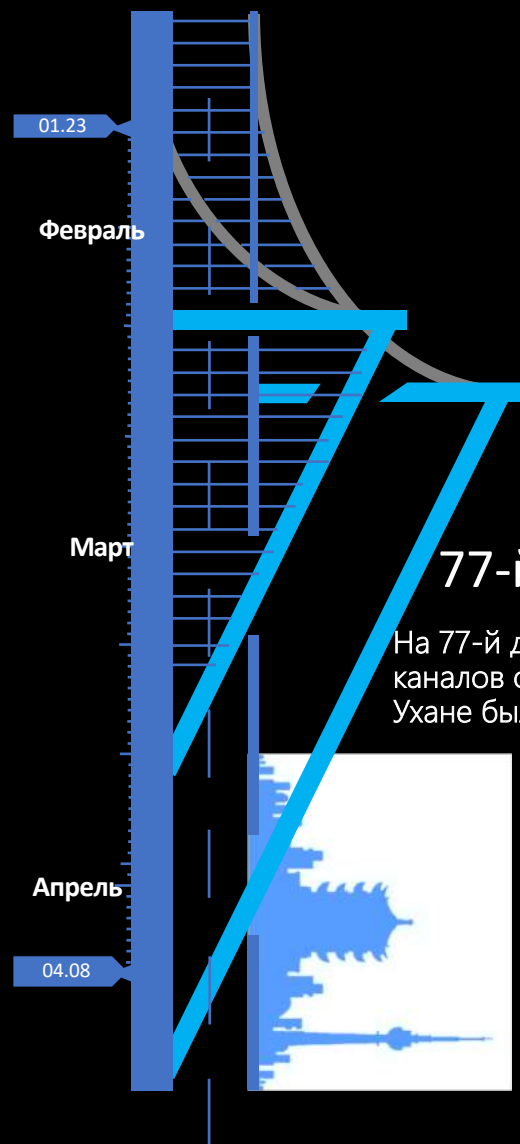 01.23
Февраль
Март
77-й
На 77-й д
каналов с
Ухане бы
Апрель
04.08